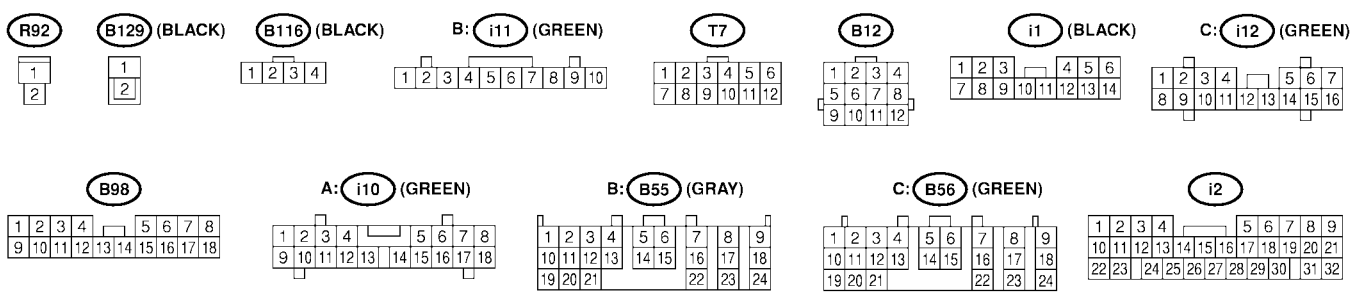 R92 B129 (BLACK) B116 (BLACK) B: i11 (GREEN) T7 B12 i1 (BLACK) C: i12 (GREEN)
1
2
1
2
1 2 3 4
1 2 3 4 5 6 7 8 9 10
1 2 3 4 5 6
7 8 9 10 11 12
1 2 3 4
5 6 7 8
9 10 11 12
1 2 3 4 5 6
7 8 9 10 11 12 13 14
1 2 3 4 5 6 7
8 9 10 11 12 13 14 15 16
B98 A: i10 (GREEN) B: B55 (GRAY) C: B56 (GREEN) i2
1 2 3 4 5 6 7 8
9 10 11 12 13 14 15 16 17 18
1 2 3 4 5 6 7 8
9 10 11 12 13 14 15 16 17 18
1 2 3 4 5 6 7 8 9
10 11 12 13 14 15 16 17 18
19 20 21 22 23 24
1 2 3 4 5 6 7 8 9
10 11 12 13 14 15 16 17 18
19 20 21 22 23 24
1 2 3 4 5 6 7 8 9
10 11 12 13 14 15 16 17 18 19 20 21
22 23 24 25 26 27 28 29 30 31 32